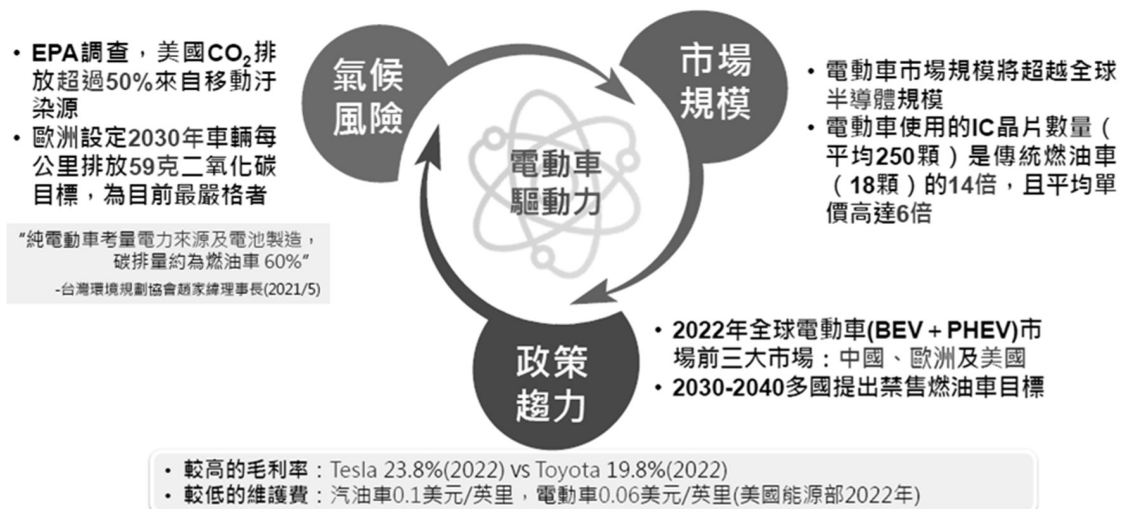 • EPA調查，美國CO₂排
放超過50%來自移動汙
染源
• 歐洲設定2030年車輛每
公里排放59克二氧化碳
目標，為目前最嚴格者
“純電動車考量電力來源及電池製造，
碳排量約為燃油車 60%”
-台灣環境規劃協會趙家緯理事長(2021/5)
氣候
風險
市場
規模
電動車
驅動力
• 電動車市場規模將超越全球
半導體規模
• 電動車使用的IC晶片數量（
平均250顆）是傳統燃油車
（18顆）的14倍，且平均單
價高達6倍
政策
趨力
• 2022年全球電動車(BEV＋PHEV)市
場前三大市場：中國、歐洲及美國
• 2030-2040多國提出禁售燃油車目標
• 較高的毛利率：Tesla 23.8%(2022) vs Toyota 19.8%(2022)
• 較低的維護費：汽油車0.1美元/英里，電動車0.06美元/英里(美國能源部2022年)